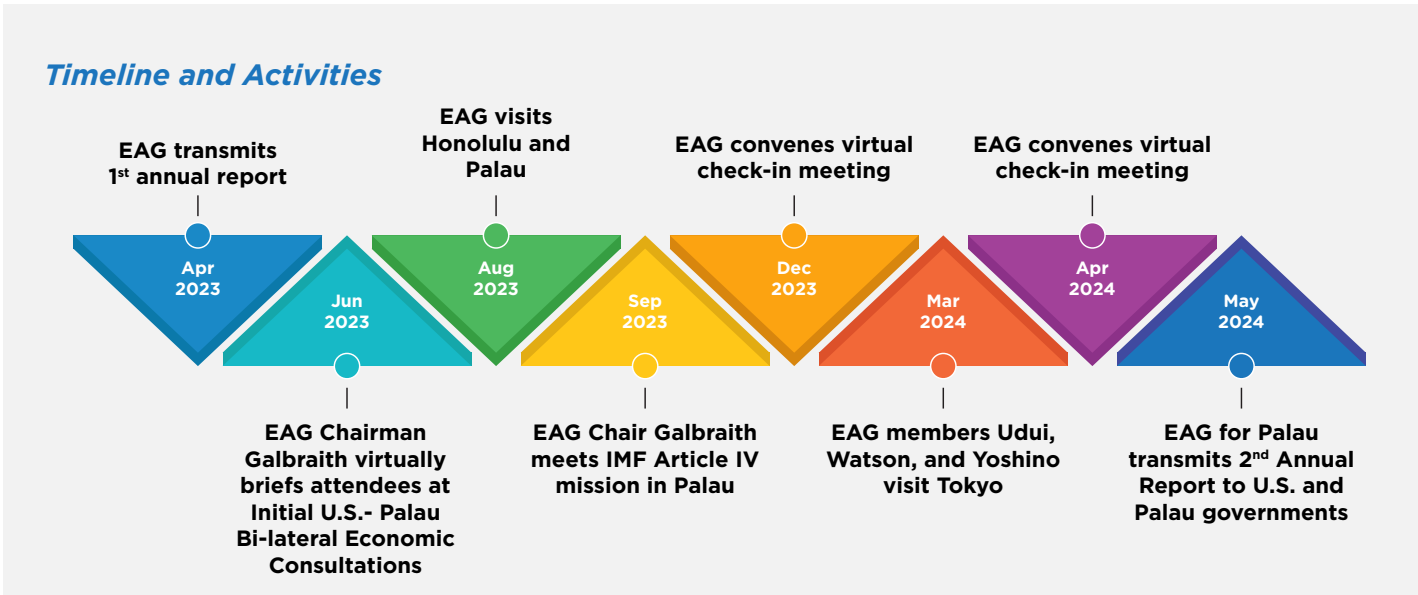 Timeline and Activities
EAG transmits
1st annual report
Apr
2023
Jun
2023
EAG Chairman
Galbraith virtually
briefs attendees at
Initial U.S.- Palau
Bi-lateral Economic
Consultations
EAG visits
Honolulu and
Palau
Aug
2023
Sep
2023
EAG Chair Galbraith
meets IMF Article IV
mission in Palau
EAG convenes virtual
check-in meeting
Dec
2023
Mar
2024
EAG members Udui,
Watson, and Yoshino
visit Tokyo
EAG convenes virtual
check-in meeting
Apr
2024
May
2024
EAG for Palau
transmits 2nd Annual
Report to U.S. and
Palau governments